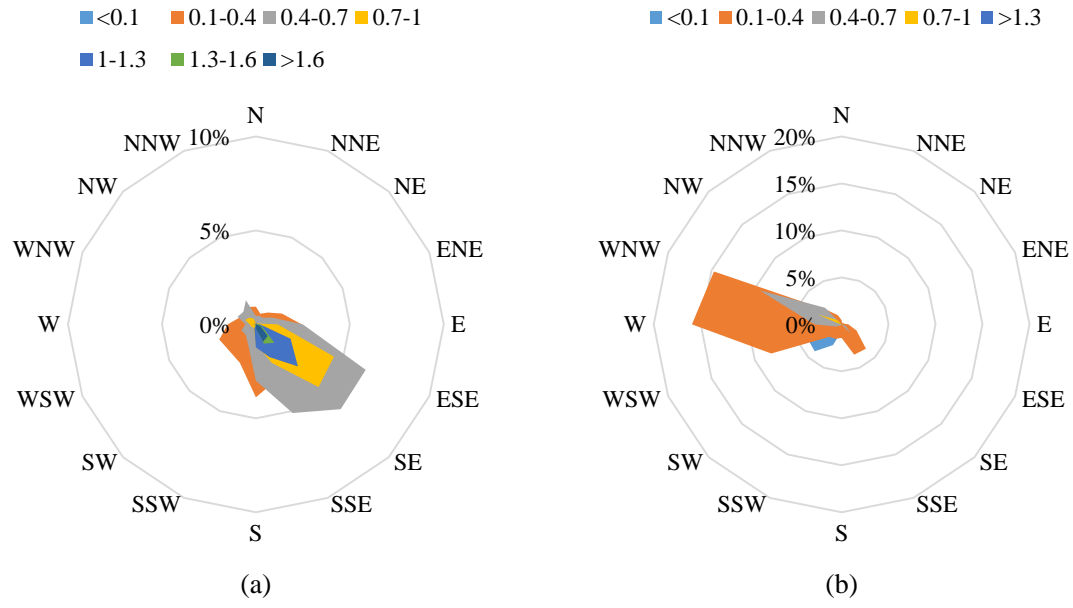 <0.1 0.1-0.4 0.4-0.7 0.7-1
1-1.3 1.3-1.6 >1.6
N
NNE
NE
ENE
E
ESE
SE
SSE
S
SSW
SW
WSW
W
WNW
NW
NNW
10%
5%
0%
(a)
<0.1 0.1-0.4 0.4-0.7 0.7-1 >1.3
N
NNE
NE
ENE
E
ESE
SE
SSE
S
SSW
SW
WSW
W
WNW
NW
NNW
20%
15%
10%
5%
0%
(b)